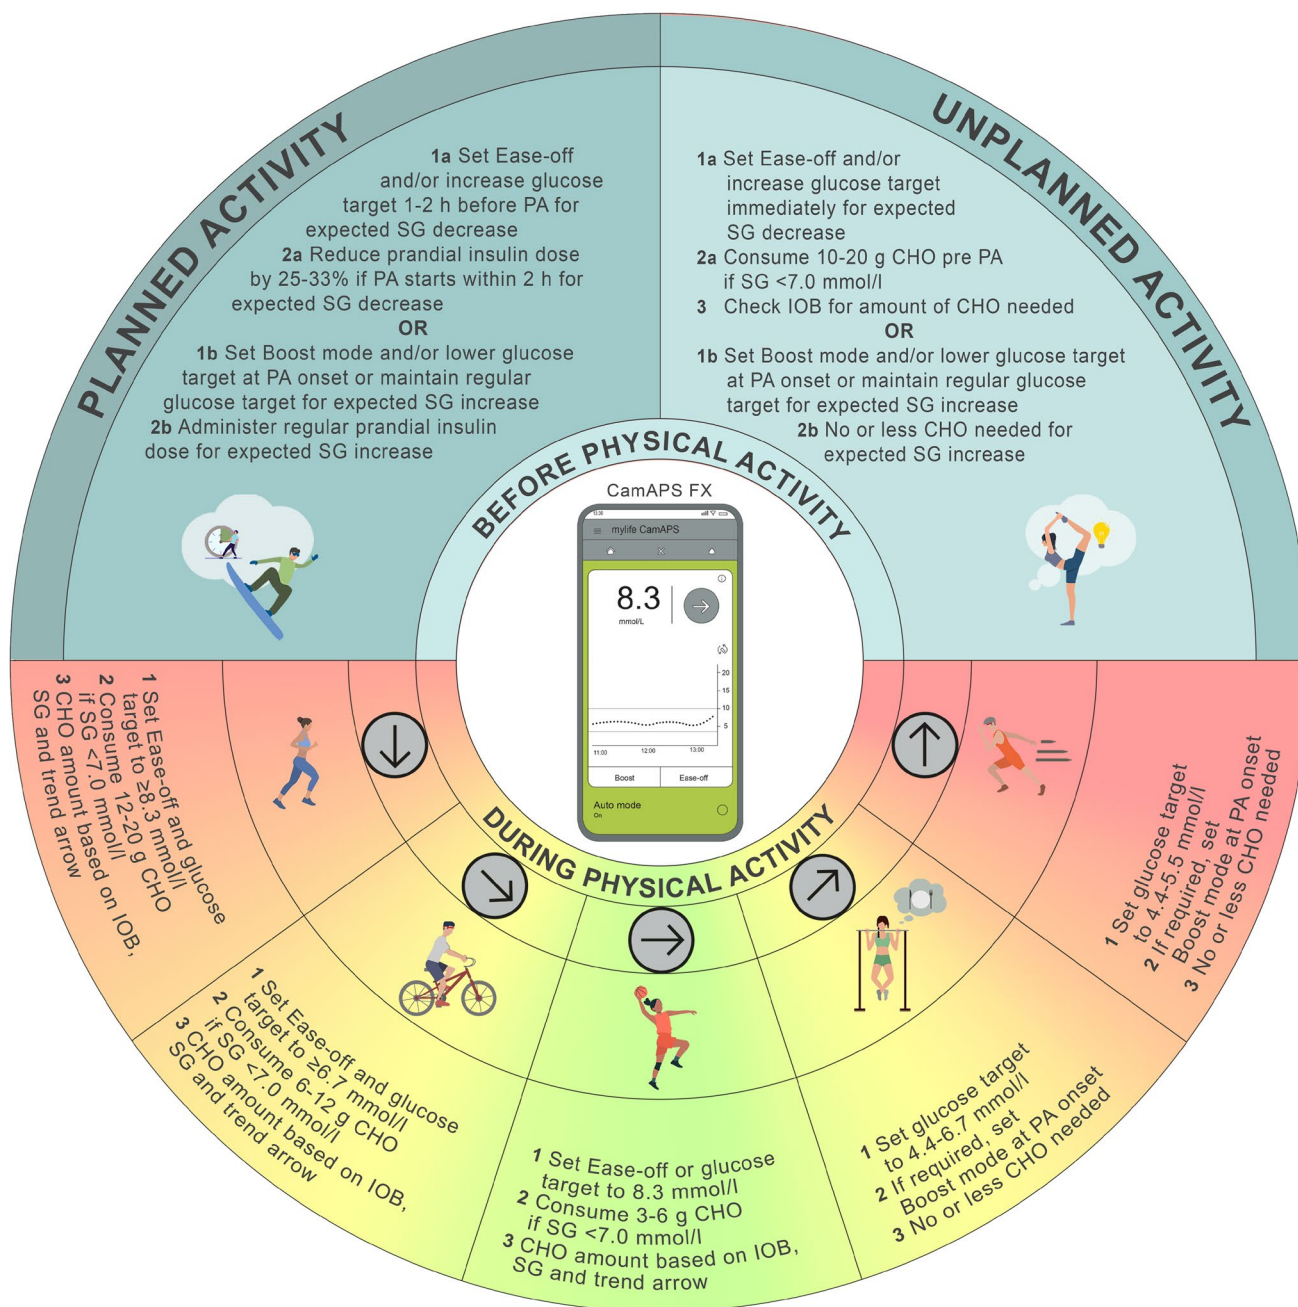 PLANNED ACTIVITY
1a Set Ease-off
and/or increase glucose
target 1-2 h before PA for
expected SG decrease
2a Reduce prandial insulin dose
by 25-33% if PA starts within 2 h for
expected SG decrease
OR
1b Set Boost mode and/or lower glucose
target at PA onset or maintain regular
glucose target for expected SG increase
2b Administer regular prandial insulin
dose for expected SG increase
UNPLANNED ACTIVITY
1a Set Ease-off and/or
increase glucose target
immediately for expected
SG decrease
2a Consume 10-20 g CHO pre PA
if SG <7.0 mmol/l
3 Check IOB for amount of CHO needed
OR
1b Set Boost mode and/or lower glucose target
at PA onset or maintain regular glucose
target for expected SG increase
2b No or less CHO needed for
expected SG increase
BEFORE PHYSICAL ACTIVITY
CamAPS FX
13:30
mylife CamAPS
8.3
mmol/L
20
15
10
5
11:00 12:00 13:00
Boost Ease-off
Auto mode
On
DURING PHYSICAL ACTIVITY
1 Set Ease-off and glucose
target to ≥8.3 mmol/l
2 Consume 12-20 g CHO
if SG <7.0 mmol/l
3 CHO amount based on IOB,
SG and trend arrow
1 Set Ease-off and glucose
target to ≥6.7 mmol/l
2 Consume 6-12 g CHO
if SG <7.0 mmol/l
3 CHO amount based on IOB,
SG and trend arrow
1 Set Ease-off or glucose
target to 8.3 mmol/l
2 Consume 3-6 g CHO
if SG <7.0 mmol/l
3 CHO amount based on IOB,
SG and trend arrow
1 Set glucose target
to 4.4-6.7 mmol/l
2 If required, set
Boost mode at PA onset
3 No or less CHO needed
1 Set glucose target
to 4.4-5.5 mmol/l
2 If required, set
Boost mode at PA onset
3 No or less CHO needed